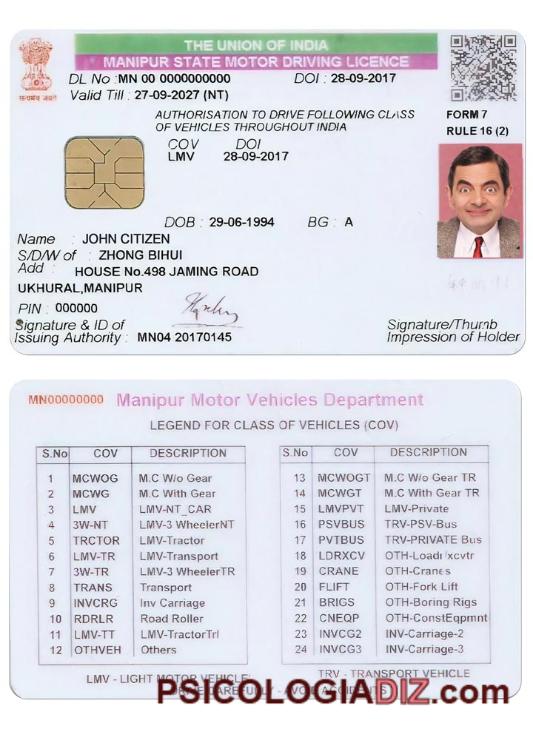 THE UNION OF INDIA
MANIPUR STATE MOTOR DRIVING LICENCE
सत्यमेव जयते
DL No : MN 00 0000000000 DOI : 28-09-2017
Valid Till : 27-09-2027 (NT)
AUTHORISATION TO DRIVE FOLLOWING CLASS
OF VEHICLES THROUGHOUT INDIA
FORM 7
RULE 16 (2)
COV DOI
LMV 28-09-2017
DOB : 29-06-1994 BG : A
Name : JOHN CITIZEN
S/D/W of : ZHONG BIHUI
Add : HOUSE No.498 JAMING ROAD
UKHURAL,MANIPUR
PIN : 000000
Signature & ID of
Issuing Authority : MN04 20170145
Signature/Thumb
Impression of Holder
MN00000000 Manipur Motor Vehicles Department
LEGEND FOR CLASS OF VEHICLES (COV)
S.No COV DESCRIPTION
1 MCWOG M.C W/o Gear
2 MCWG M.C With Gear
3 LMV LMV-NT_CAR
4 3W-NT LMV-3 WheelerNT
5 TRCTOR LMV-Tractor
6 LMV-TR LMV-Transport
7 3W-TR LMV-3 WheelerTR
8 TRANS Transport
9 INVCRG Inv Carriage
10 RDRLR Road Roller
11 LMV-TT LMV-TractorTrl
12 OTHVEH Others
S.No COV DESCRIPTION
13 MCWOGT M.C W/o Gear TR
14 MCWGT M.C With Gear TR
15 LMVPVT LMV-Private
16 PSVBUS TRV-PSV-Bus
17 PVTBUS TRV-PRIVATE Bus
18 LDRXCV OTH-Loadr/xcvtr
19 CRANE OTH-Cranes
20 FLIFT OTH-Fork Lift
21 BRIGS OTH-Boring Rigs
22 CNEQP OTH-ConstEqpmnt
23 INVCG2 INV-Carriage-2
24 INVCG3 INV-Carriage-3
LMV - LIGHT MOTOR VEHICLE TRV - TRANSPORT VEHICLE
DRIVE CAREFULLY - AVOID ACCIDENTS
PSICOLOGIADIZ.com